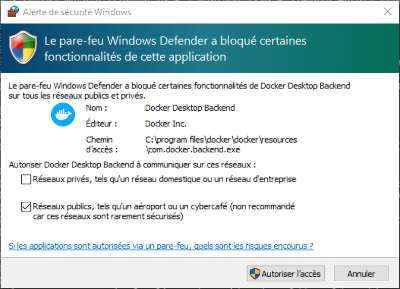 Alerte de sécurité Windows
Le pare-feu Windows Defender a bloqué certaines
fonctionnalités de cette application
Le pare-feu Windows Defender a bloqué certaines fonctionnalités de Docker Desktop Backend
sur tous les réseaux publics et privés.
Nom : Docker Desktop Backend
Éditeur : Docker Inc.
Chemin C:\program files\docker\docker\resources
d'accès : \com.docker.backend.exe
Autoriser Docker Desktop Backend à communiquer sur ces réseaux :
Réseaux privés, tels qu'un réseau domestique ou un réseau d'entreprise
Réseaux publics, tels qu'un aéroport ou un cybercafé (non recommandé
car ces réseaux sont rarement sécurisés)
Si les applications sont autorisées via un pare-feu, quels sont les risques encourus ?
Autoriser l'accès
Annuler